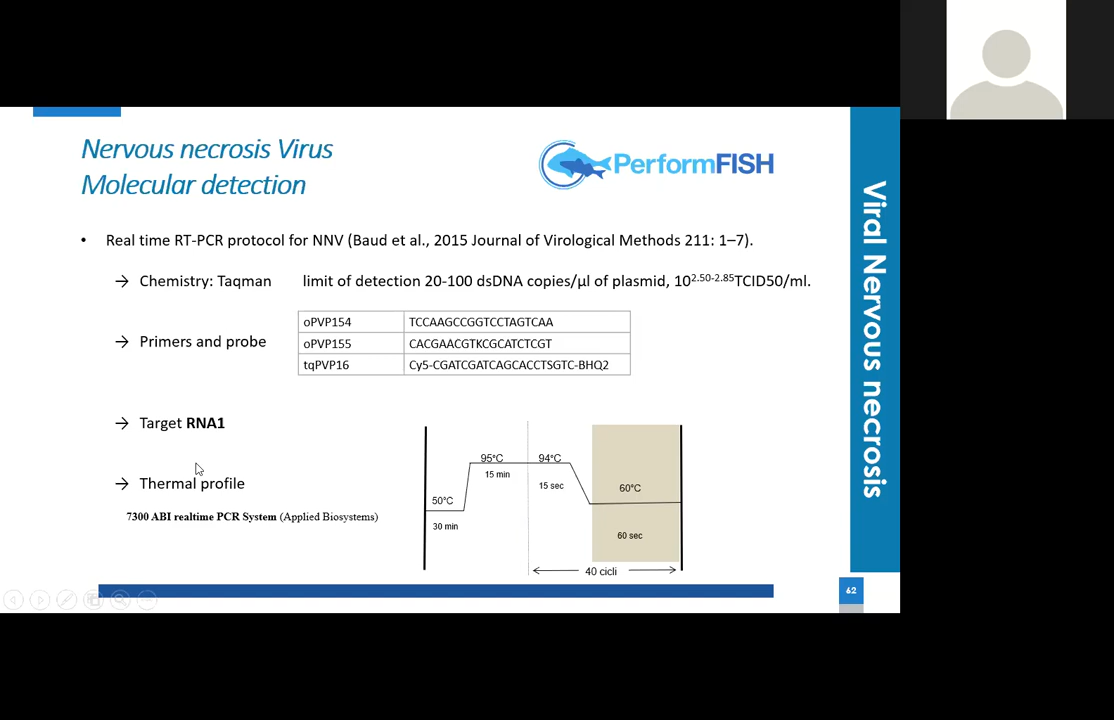 Nervous necrosis Virus
Molecular detection
PerformFISH
• Real time RT-PCR protocol for NNV (Baud et al., 2015 Journal of Virological Methods 211: 1–7).
→ Chemistry: Taqman limit of detection 20-100 dsDNA copies/µl of plasmid, 10^2.50-2.85TCID50/ml.
→ Primers and probe
oPVP154 TCCAAGCCGGTCCTAGTCAA
oPVP155 CACGAACGTKCGCATCTCGT
tqPVP16 Cy5-CGATCGATCAGCACCTSGTC-BHQ2
→ Target RNA1
→ Thermal profile
7300 ABI realtime PCR System (Applied Biosystems)
50°C
30 min
95°C
15 min
94°C
15 sec
60°C
60 sec
40 cicli
Viral Nervous necrosis
62